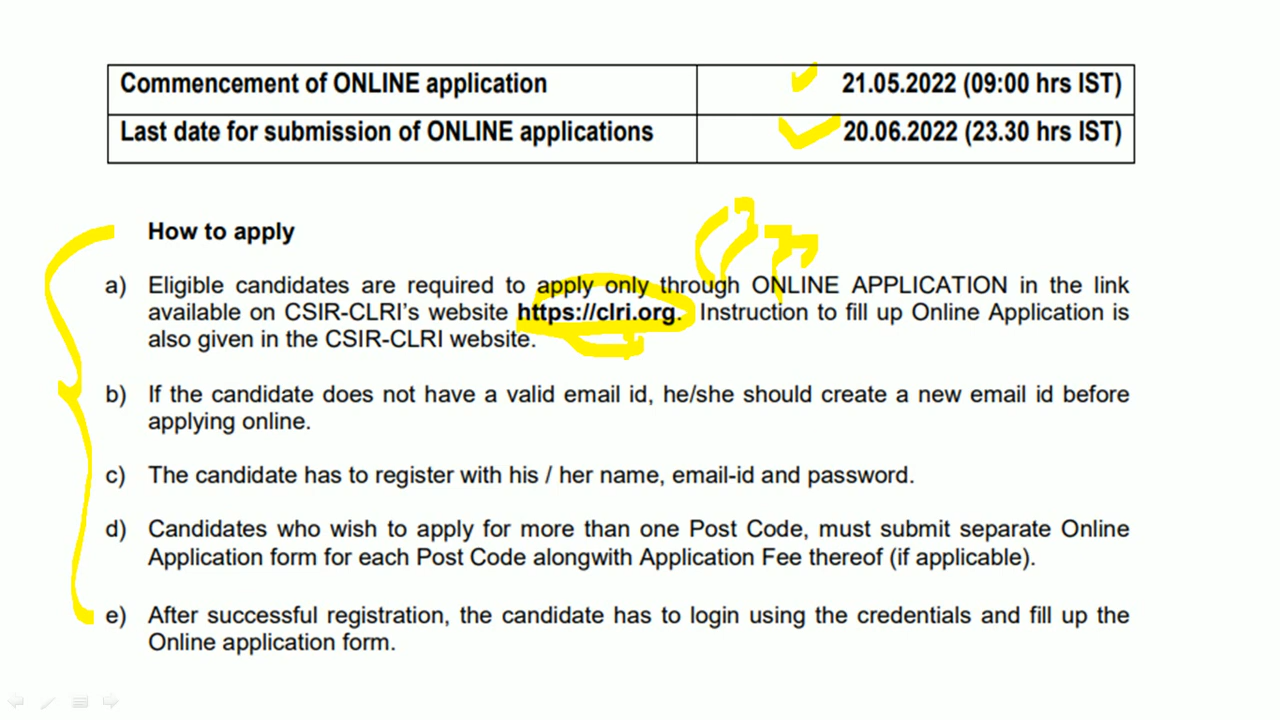 Commencement of ONLINE application 21.05.2022 (09:00 hrs IST)
Last date for submission of ONLINE applications 20.06.2022 (23.30 hrs IST)
How to apply
a) Eligible candidates are required to apply only through ONLINE APPLICATION in the link
available on CSIR-CLRI's website https://clri.org. Instruction to fill up Online Application is
also given in the CSIR-CLRI website.
b) If the candidate does not have a valid email id, he/she should create a new email id before
applying online.
c) The candidate has to register with his / her name, email-id and password.
d) Candidates who wish to apply for more than one Post Code, must submit separate Online
Application form for each Post Code alongwith Application Fee thereof (if applicable).
e) After successful registration, the candidate has to login using the credentials and fill up the
Online application form.